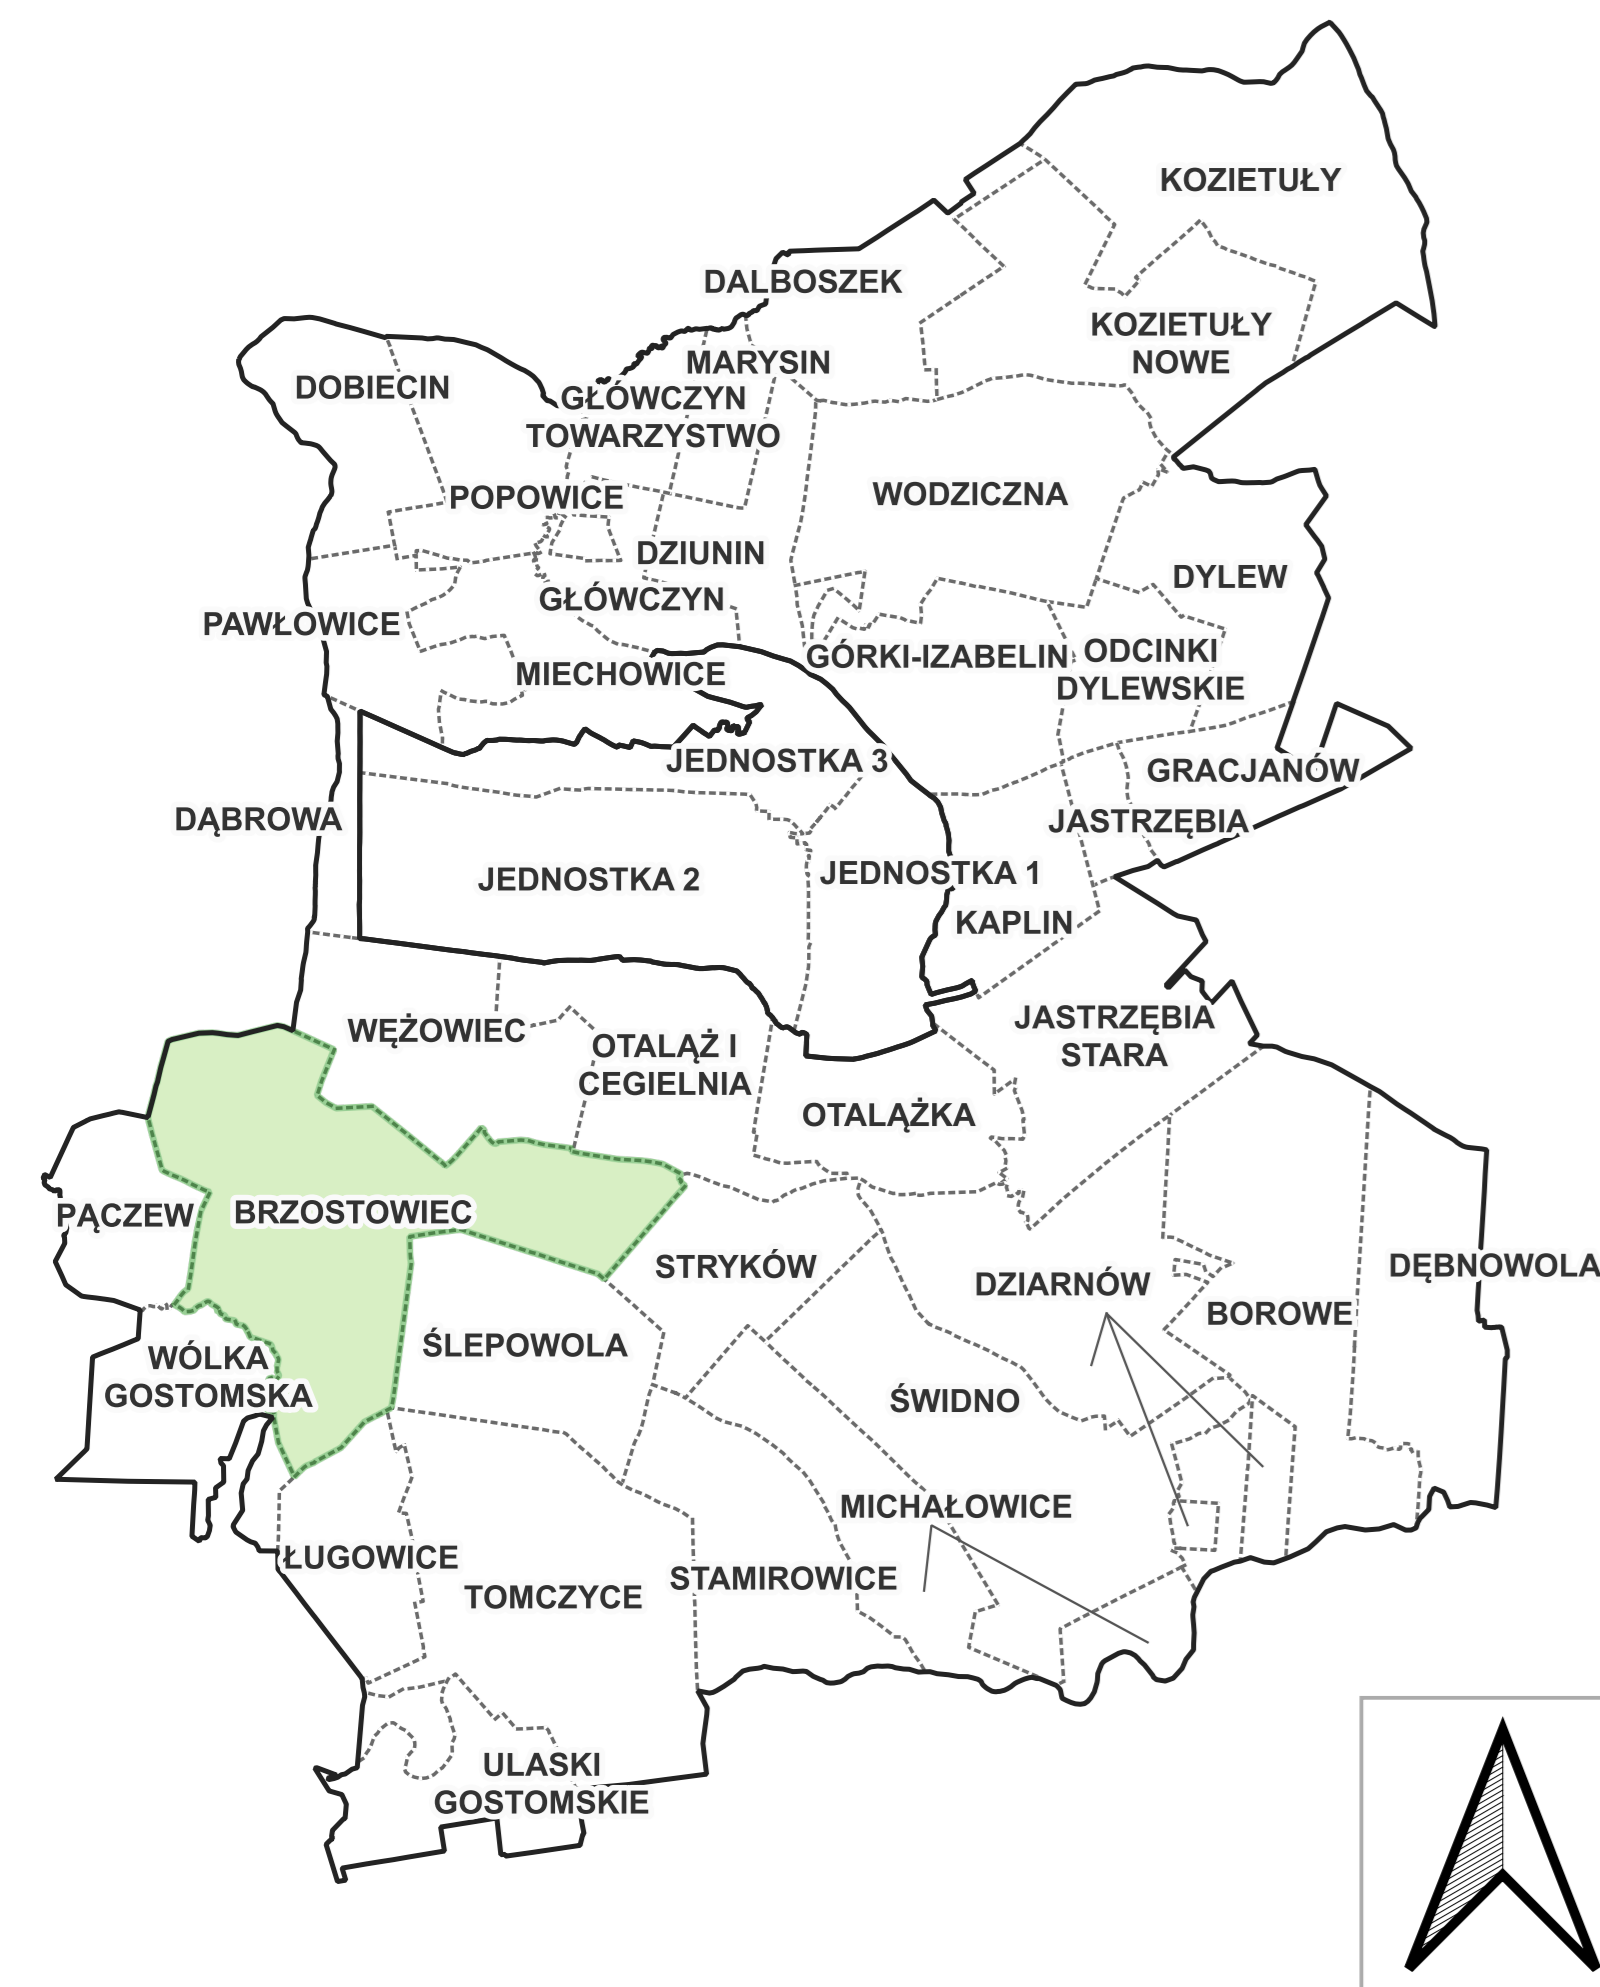 KOZIETUŁY
DALBOSZEK
KOZIETUŁY
NOWE
MARYSIN
DOBIECIN
GŁÓWCZYN
TOWARZYSTWO
POPOWICE
WODZICZNA
DZIUNIN
DYLEW
GŁÓWCZYN
PAWŁOWICE
GÓRKI-IZABELIN
ODCINKI
DYLEWSKIE
MIECHOWICE
JEDNOSTKA 3
GRACJANÓW
DĄBROWA
JASTRZĘBIA
JEDNOSTKA 2
JEDNOSTKA 1
KAPLIN
JASTRZĘBIA
STARA
WĘŻOWIEC
OTALĄŻ I
CEGIELNIA
OTALĄŻKA
PĄCZEW
BRZOSTOWIEC
STRYKÓW
DZIARNÓW
DĘBNOWOLA
BOROWE
ŚLEPOWOLA
WÓLKA
GOSTOMSKA
ŚWIDNO
MICHAŁOWICE
ŁUGOWICE
STAMIROWICE
TOMCZYCE
ULASKI
GOSTOMSKIE